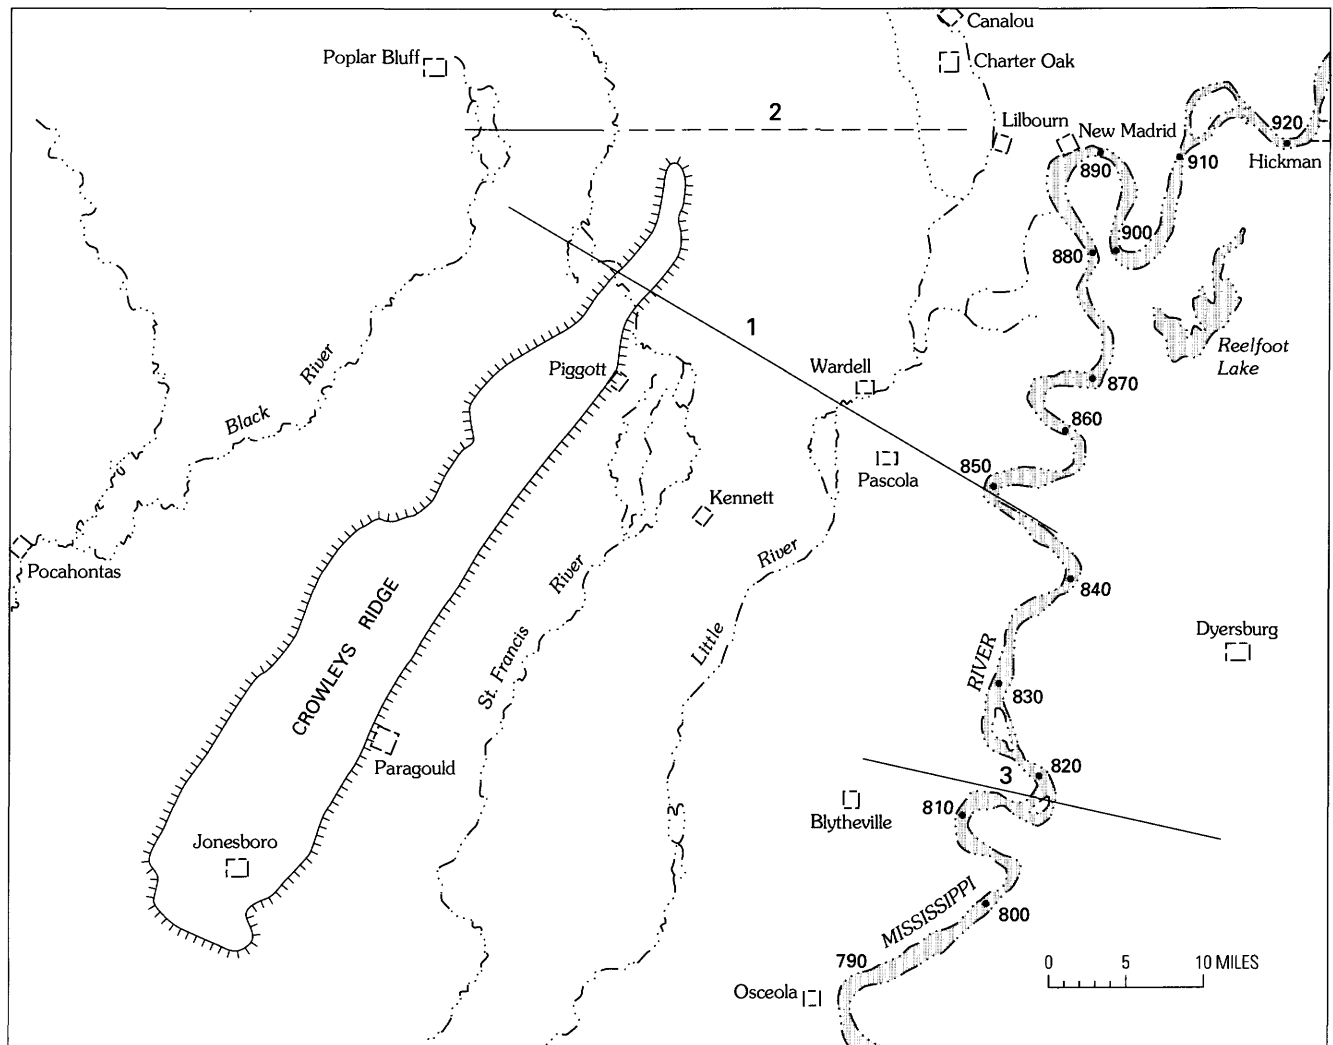 Canalou
Poplar Bluff
Charter Oak
2
Lilbourn
New Madrid
920
890
910
Hickman
900
880
1
River
Reelfoot
Lake
Wardell
Piggott
870
Black
860
850
Pascola
Kennett
River
River
Pocahontas
840
CROWLEYS RIDGE
Dyersburg
Little
St. Francis
RIVER
830
Paragould
820
3
810
Blytheville
Jonesboro
MISSISSIPPI
800
790
0 5 10 MILES
Osceola